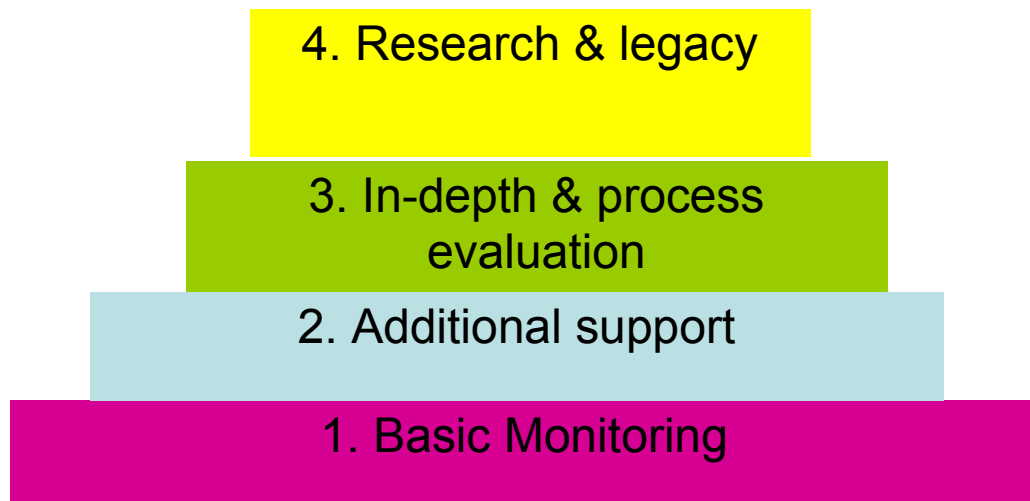 4. Research & legacy
3. In-depth & process
evaluation
2. Additional support
1. Basic Monitoring